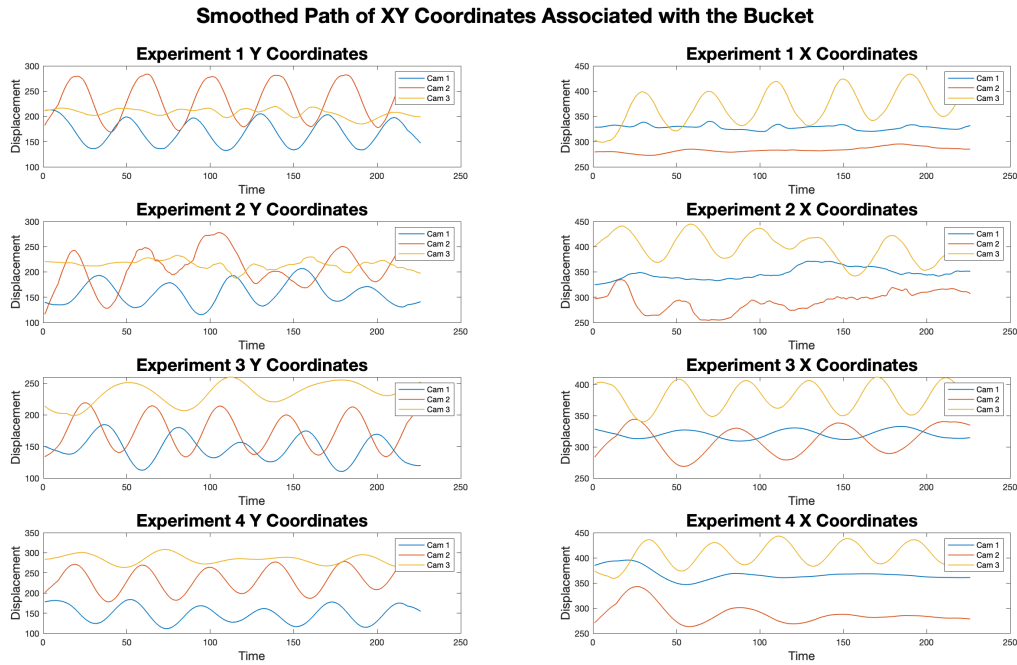 Smoothed Path of XY Coordinates Associated with the Bucket
Experiment 1 Y Coordinates
300
250
200
150
100
Displacement
0 50 100 150 200 250
Time
Cam 1
Cam 2
Cam 3
Experiment 1 X Coordinates
450
400
350
300
250
Displacement
0 50 100 150 200 250
Time
Cam 1
Cam 2
Cam 3
Experiment 2 Y Coordinates
300
250
200
150
100
Displacement
0 50 100 150 200 250
Time
Cam 1
Cam 2
Cam 3
Experiment 2 X Coordinates
450
400
350
300
250
Displacement
0 50 100 150 200 250
Time
Cam 1
Cam 2
Cam 3
Experiment 3 Y Coordinates
250
200
150
100
Displacement
0 50 100 150 200 250
Time
Cam 1
Cam 2
Cam 3
Experiment 3 X Coordinates
400
350
300
250
Displacement
0 50 100 150 200 250
Time
Cam 1
Cam 2
Cam 3
Experiment 4 Y Coordinates
350
300
250
200
150
100
Displacement
0 50 100 150 200 250
Time
Cam 1
Cam 2
Cam 3
Experiment 4 X Coordinates
450
400
350
300
250
Displacement
0 50 100 150 200 250
Time
Cam 1
Cam 2
Cam 3